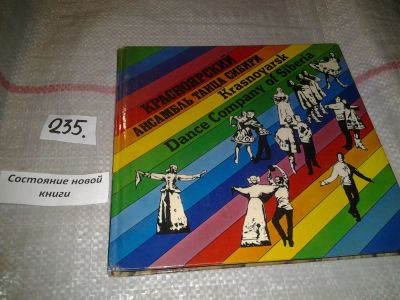 КРАСНОЯРСКИЙ
АНСАМБЛЬ ТАНЦА СИБИРИ
Krasnoyarsk
Dance Company of Siberia
235.
Состояние новой
книги